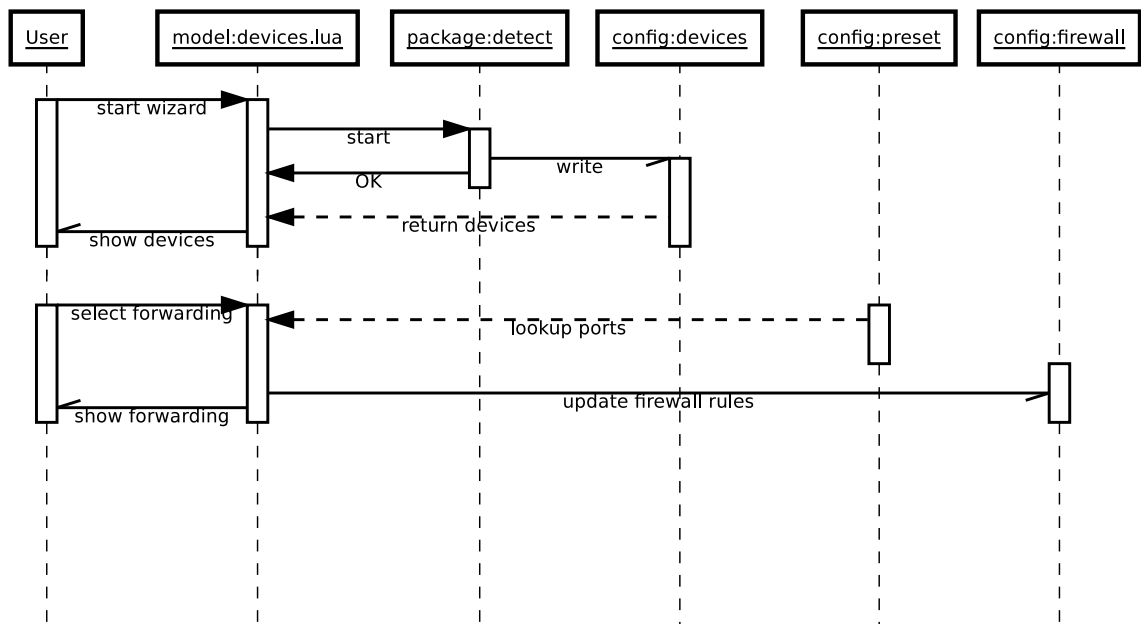 User
model:devices.lua
package:detect
config:devices
config:preset
config:firewall
start wizard
start
write
OK
return devices
show devices
select forwarding
lookup ports
update firewall rules
show forwarding